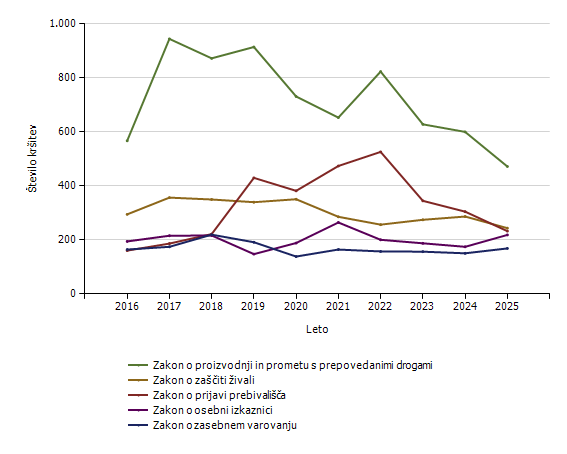 1.000
800
600
400
200
0
Število kršitev
2016 2017 2018 2019 2020 2021 2022 2023 2024 2025
Leto
Zakon o proizvodnji in prometu s prepovedanimi drogami
Zakon o zaščiti živali
Zakon o prijavi prebivališča
Zakon o osebni izkaznici
Zakon o zasebnem varovanju